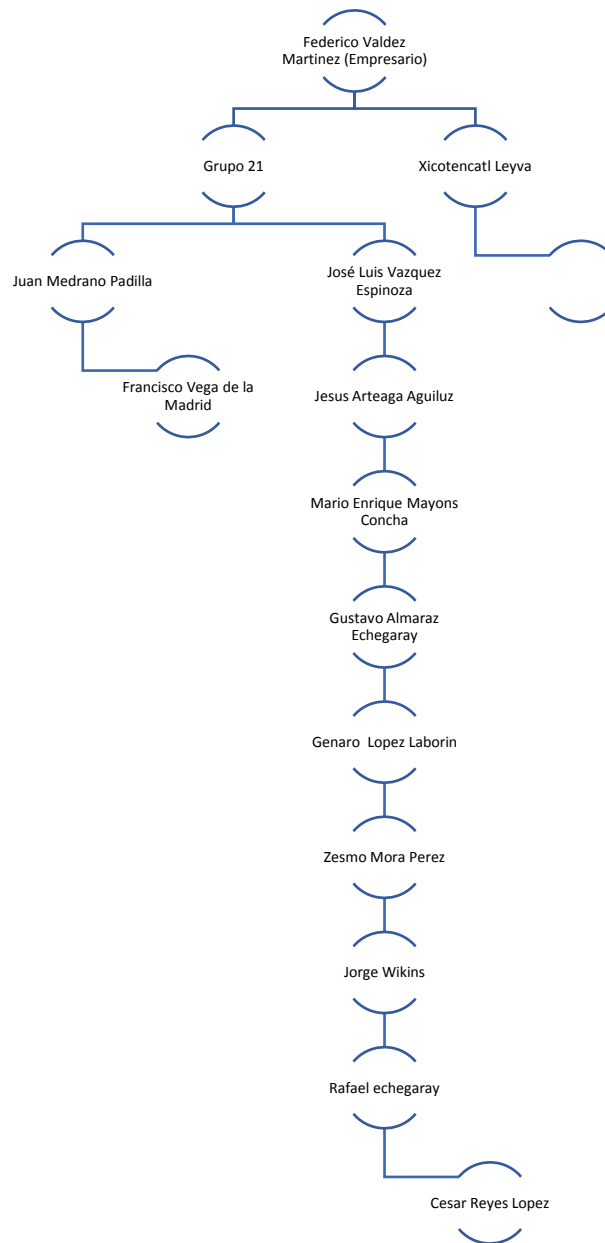 Federico Valdez
Martinez (Empresario)
Grupo 21
Xicotencatl Leyva
Juan Medrano Padilla
José Luis Vazquez
Espinoza
Francisco Vega de la
Madrid
Jesus Arteaga Aguiluz
Mario Enrique Mayons
Concha
Gustavo Almaraz
Echegaray
Genaro  Lopez Laborin
Zesmo Mora Perez
Jorge Wikins
Rafael echegaray
Cesar Reyes Lopez